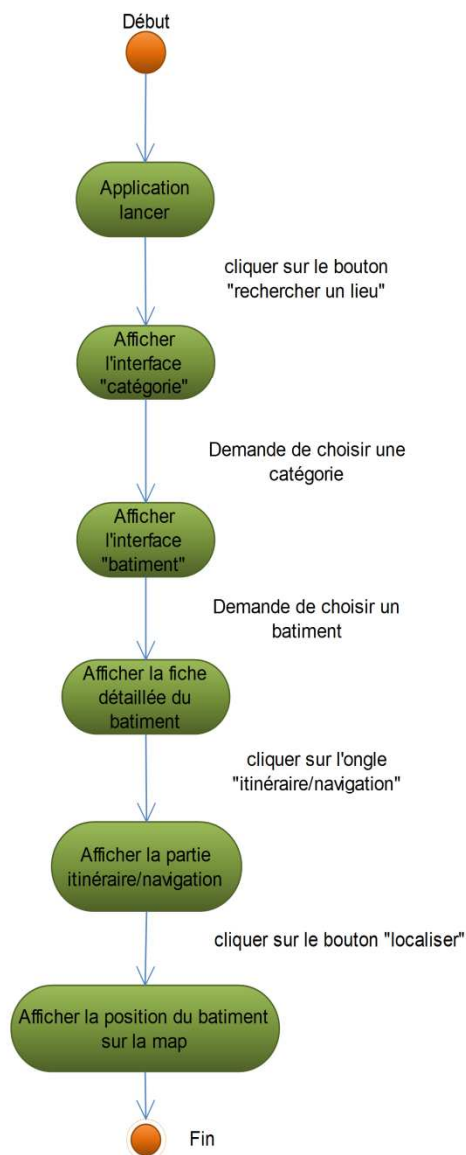 Début
Application
lancer
cliquer sur le bouton
"rechercher un lieu"
Afficher
l'interface
"catégorie"
Demande de choisir une
catégorie
Afficher
l'interface
"batiment"
Demande de choisir un
batiment
Afficher la fiche
détaillée du
batiment
cliquer sur l'ongle
"itinéraire/navigation"
Afficher la partie
itinéraire/navigation
cliquer sur le bouton "localiser"
Afficher la position du batiment
sur la map
Fin